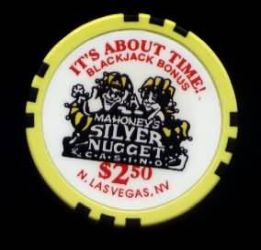 IT'S ABOUT TIME!
BLACKJACK BONUS
MAHONEY'S
SILVER
NUGGET
CASINO
$2.50
N. LAS VEGAS, NV